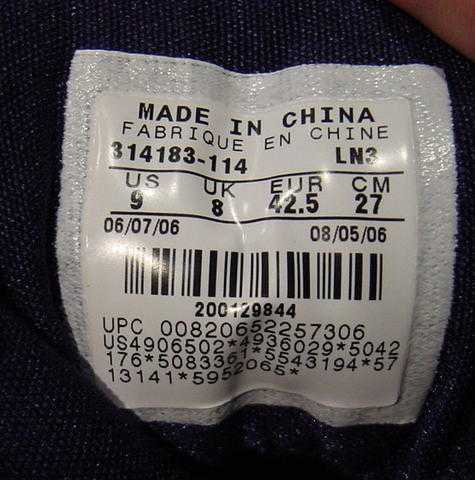 MADE IN CHINA
FABRIQUE EN CHINE
314183-114 LN3
US UK EUR CM
9 8 42.5 27
06/07/06 08/05/06
200129844
UPC 00820652257306
US4906502*4936029*5042
176*5083361*5543194*57
13141*5952065*